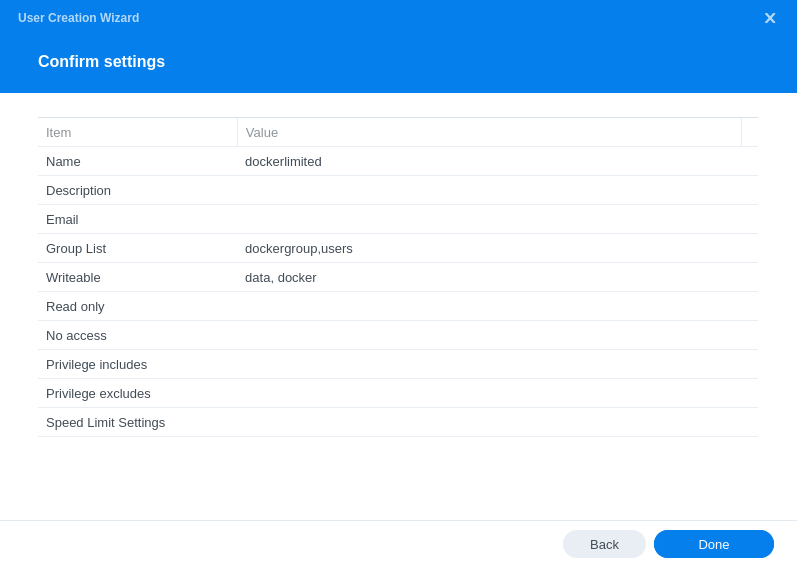 User Creation Wizard
Confirm settings
Item Value
Name dockerlimited
Description
Email
Group List dockergroup,users
Writeable data, docker
Read only
No access
Privilege includes
Privilege excludes
Speed Limit Settings
Back Done